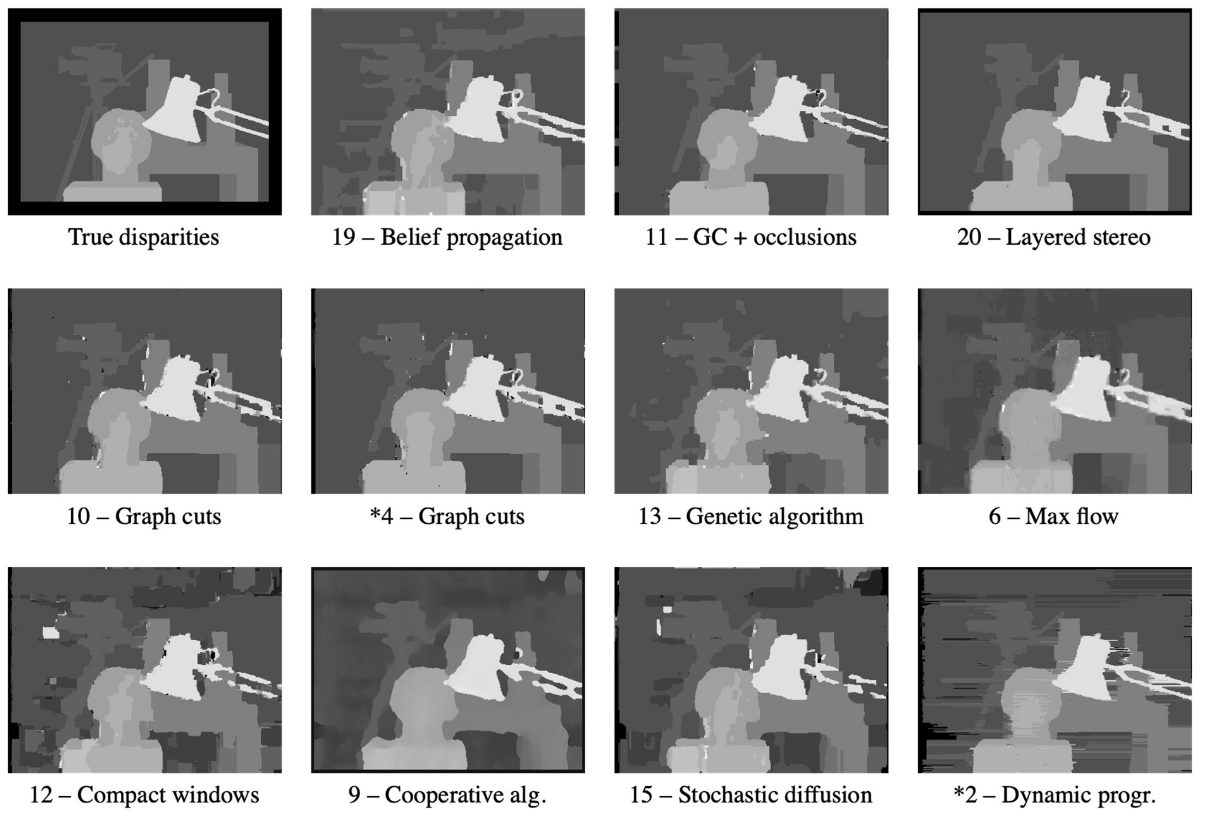 True disparities
19 – Belief propagation
11 – GC + occlusions
20 – Layered stereo
10 – Graph cuts
*4 – Graph cuts
13 – Genetic algorithm
6 – Max flow
12 – Compact windows
9 – Cooperative alg.
15 – Stochastic diffusion
*2 – Dynamic progr.